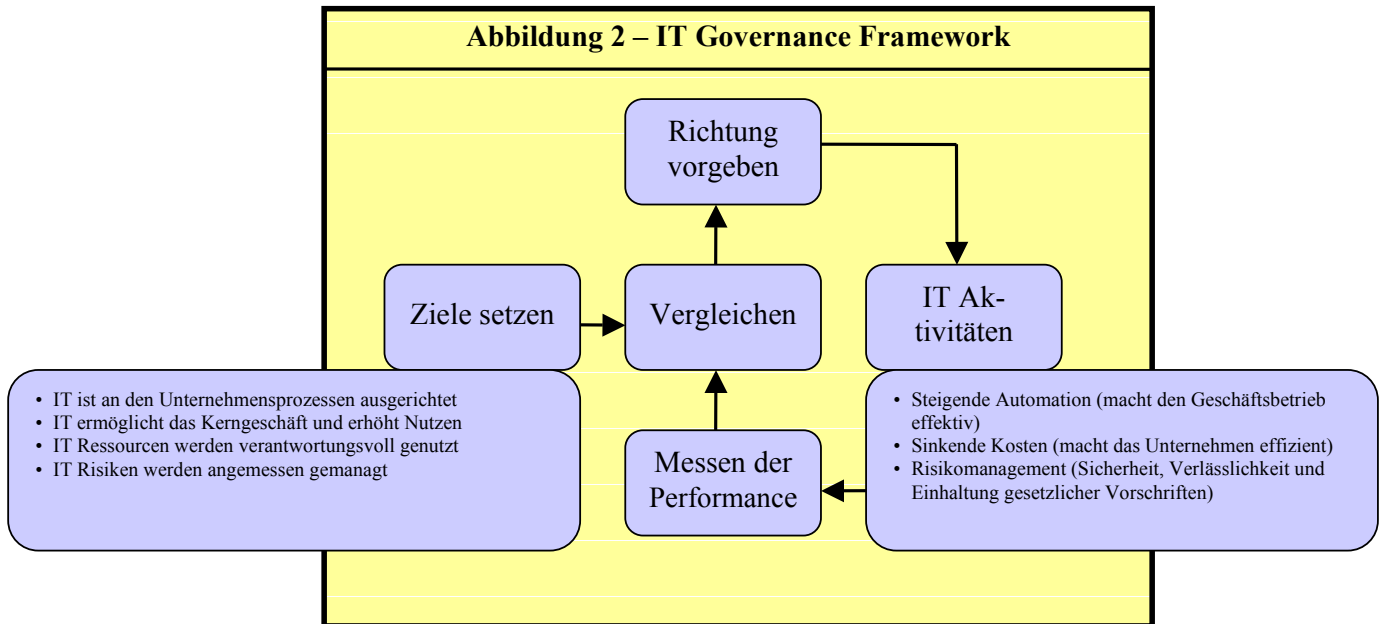 Abbildung 2 – IT Governance Framework
Richtung
vorgeben
Ziele setzen
Vergleichen
IT Ak-
tivitäten
• IT ist an den Unternehmensprozessen ausgerichtet
• IT ermöglicht das Kerngeschäft und erhöht Nutzen
• IT Ressourcen werden verantwortungsvoll genutzt
• IT Risiken werden angemessen gemanagt
Messen der
Performance
• Steigende Automation (macht den Geschäftsbetrieb
effektiv)
• Sinkende Kosten (macht das Unternehmen effizient)
• Risikomanagement (Sicherheit, Verlässlichkeit und
Einhaltung gesetzlicher Vorschriften)